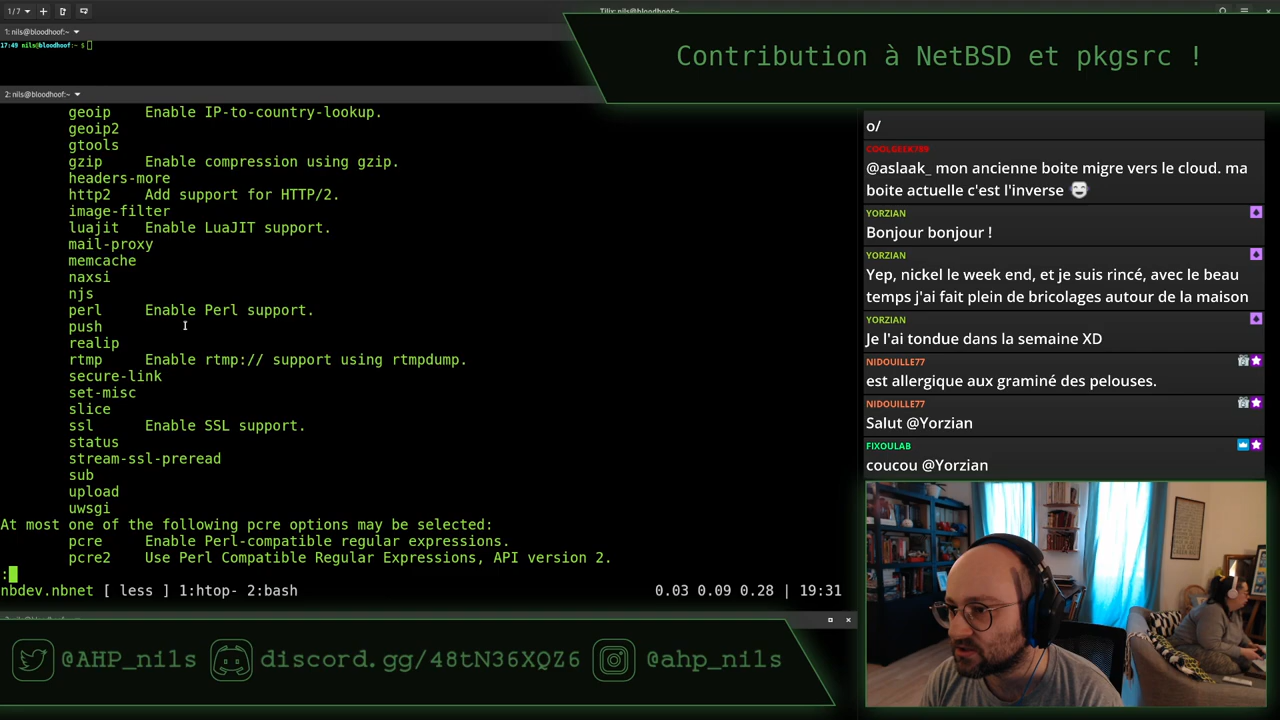 1/7
Tilix: nils@bloodhoof:~
1: nils@bloodhoof:~
17:49 nils@bloodhoof:~ $
Contribution à NetBSD et pkgsrc !
2: nils@bloodhoof:~
geoip Enable IP-to-country-lookup.
geoip2
gtools
gzip Enable compression using gzip.
headers-more
http2 Add support for HTTP/2.
image-filter
luajit Enable LuaJIT support.
mail-proxy
memcache
naxsi
njs
perl Enable Perl support.
push
realip
rtmp Enable rtmp:// support using rtmpdump.
secure-link
set-misc
slice
ssl Enable SSL support.
status
stream-ssl-preread
sub
upload
uwsgi
At most one of the following pcre options may be selected:
pcre Enable Perl-compatible regular expressions.
pcre2 Use Perl Compatible Regular Expressions, API version 2.
:
nbdev.nbnet [ less ] 1:htop- 2:bash 0.03 0.09 0.28 | 19:31
o/
COOLGEEK789
@aslaak_ mon ancienne boite migre vers le cloud. ma
boite actuelle c'est l'inverse
YORZIAN
Bonjour bonjour !
YORZIAN
Yep, nickel le week end, et je suis rincé, avec le beau
temps j'ai fait plein de bricolages autour de la maison
YORZIAN
Je l'ai tondue dans la semaine XD
NIDOUILLE77
est allergique aux graminé des pelouses.
NIDOUILLE77
Salut @Yorzian
FIXOULAB
coucou @Yorzian
@AHP_nils
discord.gg/48tN36XQZ6
@ahp_nils